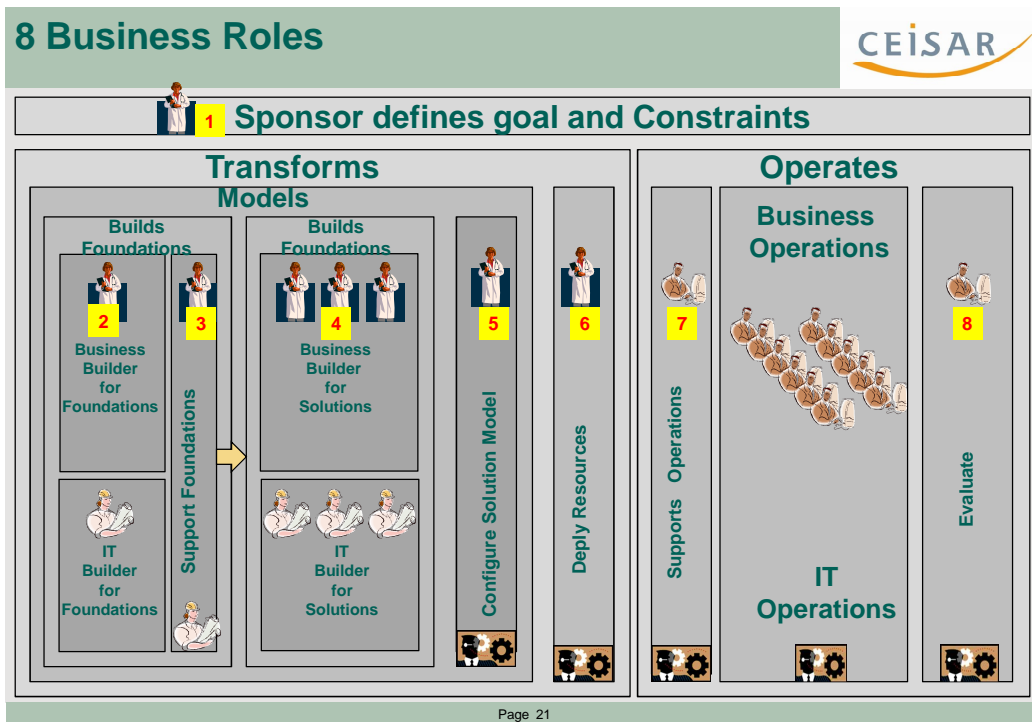 8 Business Roles
CEISAR
1 Sponsor defines goal and Constraints
Transforms
Models
Builds
Foundations
2
Business
Builder
for
Foundations
IT
Builder
for
Foundations
3
Support Foundations
Builds
Foundations
4
Business
Builder
for
Solutions
IT
Builder
for
Solutions
5
Configure Solution Model
6
Deply Resources
Operates
7
Supports Operations
Business
Operations
IT
Operations
8
Evaluate
Page 21